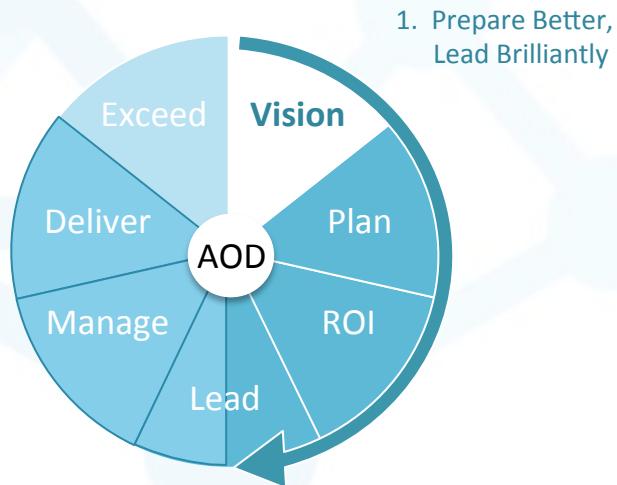 1. Prepare Better,
Lead Brilliantly
Exceed
Vision
Deliver
Plan
AOD
Manage
ROI
Lead